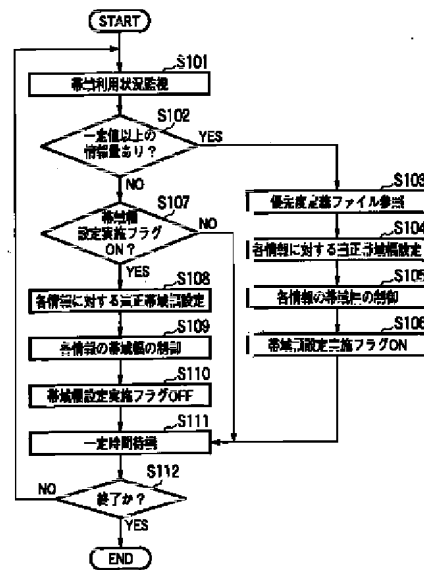 START
S101
帯域利用状況監視
S102
一定値以上の
情報量あり？
YES
NO
S103
優先度定義ファイル参照
S107
帯域幅
設定実施フラグ
ON？
NO
YES
S104
各情報に対する適正帯域幅設定
S108
各情報に対する適正帯域幅設定
S105
各情報の帯域幅の制御
S109
各情報の帯域幅の制御
S106
帯域幅設定実施フラグON
S110
帯域幅設定実施フラグOFF
S111
一定時間待機
S112
終了か？
NO
YES
END